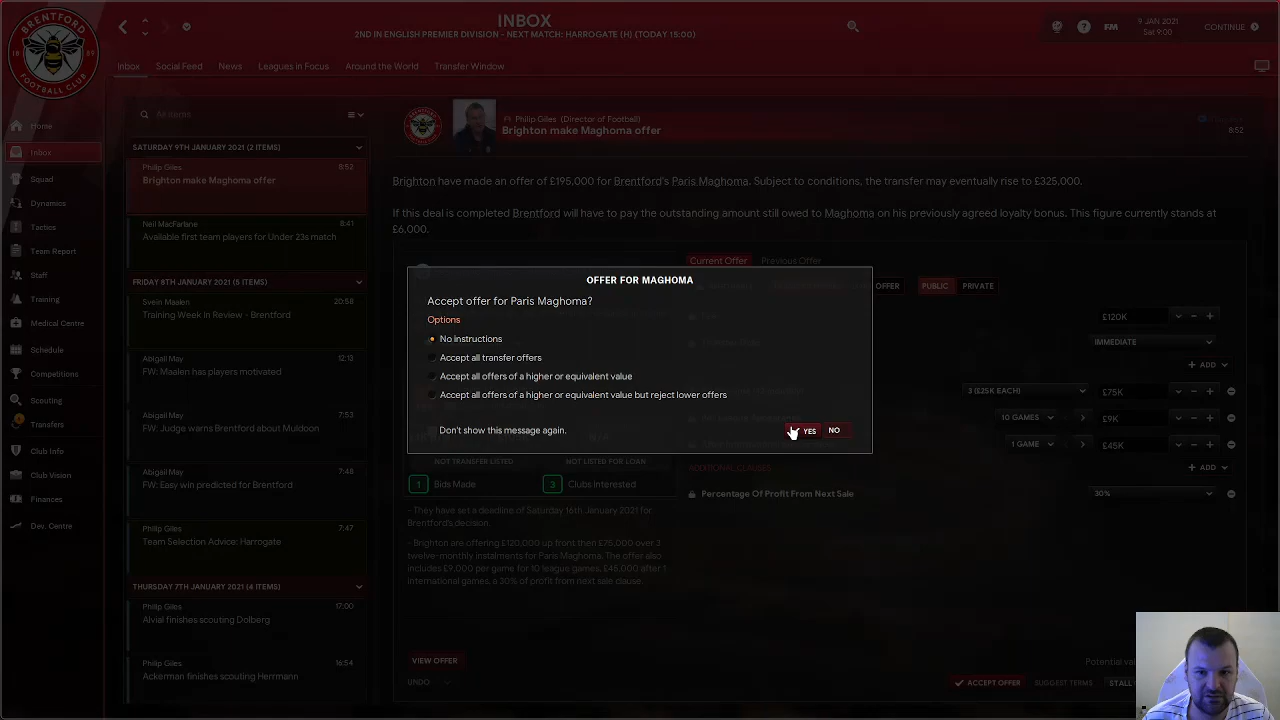 BRENTFORD
FOOTBALL CLUB
INBOX
2ND IN ENGLISH PREMIER DIVISION - NEXT MATCH: HARROGATE (H) (TODAY 15:00)
FM
9 JAN 2021
Sat 9:00
CONTINUE
Inbox
Social Feed
News
Leagues in Focus
Around the World
Transfer Window
Home
Inbox
Squad
Dynamics
Tactics
Team Report
Staff
Training
Medical Centre
Schedule
Competitions
Scouting
Transfers
Club Info
Club Vision
Finances
Dev. Centre
All items
SATURDAY 9TH JANUARY 2021 (2 ITEMS)
Philip Giles 8:52
Brighton make Maghoma offer
Neil MacFarlane 8:41
Available first team players for Under 23s match
FRIDAY 8TH JANUARY 2021 (5 ITEMS)
Svein Maalen 20:58
Training Week in Review - Brentford
Abigail May 12:13
FW: Maalen has players motivated
Abigail May 7:53
FW: Judge warns Brentford about Muldoon
Abigail May 7:48
FW: Easy win predicted for Brentford
Philip Giles 7:47
Team Selection Advice: Harrogate
THURSDAY 7TH JANUARY 2021 (4 ITEMS)
Philip Giles 17:00
Alvial finishes scouting Dolberg
Philip Giles 16:54
Ackerman finishes scouting Herrmann
Philip Giles (Director of Football)
Brighton make Maghoma offer
8:52
Brighton have made an offer of £195,000 for Brentford's Paris Maghoma. Subject to conditions, the transfer may eventually rise to £325,000.
If this deal is completed Brentford will have to pay the outstanding amount still owed to Maghoma on his previously agreed loyalty bonus. This figure currently stands at
£6,000.
Current Offer
Previous Offer
OFFER
PUBLIC
PRIVATE
£120K
IMMEDIATE
ADD
3 (£25K EACH)
£75K
10 GAMES
£9K
1 GAME
£45K
ADD
ADDITIONAL CLAUSES
Percentage Of Profit From Next Sale
30%
OFFER FOR MAGHOMA
Accept offer for Paris Maghoma?
Options
No instructions
Accept all transfer offers
Accept all offers of a higher or equivalent value
Accept all offers of a higher or equivalent value but reject lower offers
Don't show this message again.
YES
NO
N/A
NOT TRANSFER LISTED
NOT LISTED FOR LOAN
1 Bids Made
3 Clubs Interested
- They have set a deadline of Saturday 16th January 2021 for
Brentford's decision.
- Brighton are offering £120,000 up front then £75,000 over 3
twelve-monthly instalments for Paris Maghoma. The offer also
includes £9,000 per game for 10 league games, £45,000 after 1
international games, a 30% of profit from next sale clause.
VIEW OFFER
UNDO
ACCEPT OFFER
SUGGEST TERMS
STALL